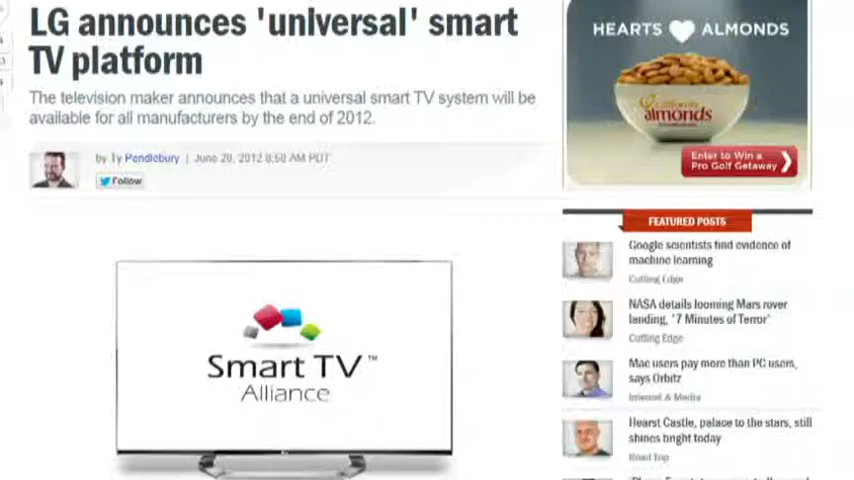 LG announces 'universal' smart
TV platform
The television maker announces that a universal smart TV system will be
available for all manufacturers by the end of 2012.
by Ty Pendlebury | June 20, 2012 8:50 AM PDT
Follow
Smart TV™
Alliance
HEARTS ALMONDS
california
almonds
Enter to Win a
Pro Golf Getaway
FEATURED POSTS
Google scientists find evidence of
machine learning
Cutting Edge
NASA details looming Mars rover
landing, '7 Minutes of Terror'
Cutting Edge
Mac users pay more than PC users,
says Orbitz
Internet & Media
Hearst Castle, palace to the stars, still
shines bright today
Road Trip